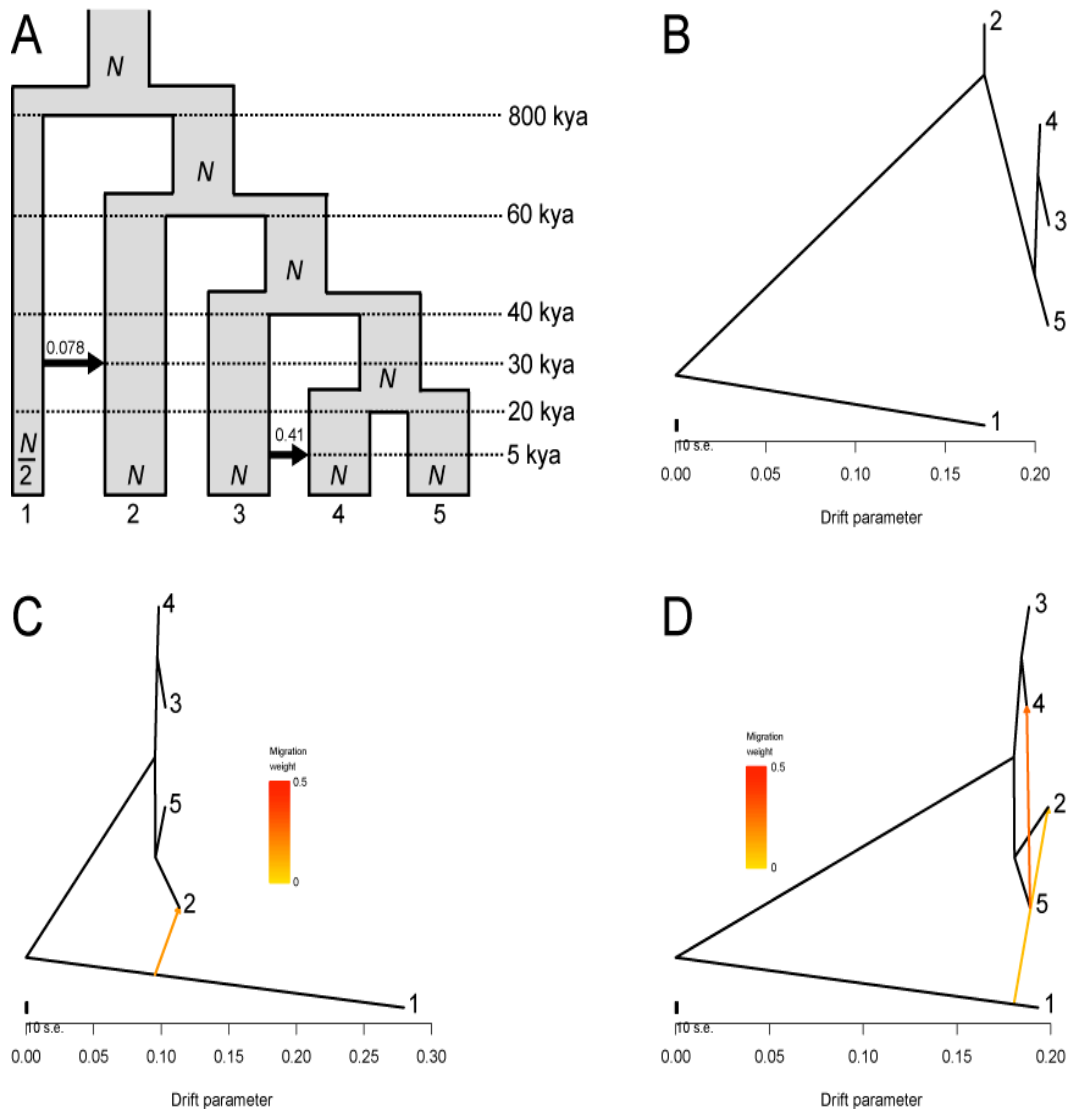 A
N
800 kya
N
60 kya
N
40 kya
0.078
30 kya
N
20 kya
0.41
5 kya
N
2
N
N
N
N
1
2
3
4
5
B
2
4
3
5
1
10 s.e.
0.00
0.05
0.10
0.15
0.20
Drift parameter
C
4
3
Migration
weight
0.5
5
0
2
1
10 s.e.
0.00
0.05
0.10
0.15
0.20
0.25
0.30
Drift parameter
D
3
4
Migration
weight
0.5
2
0
5
1
10 s.e.
0.00
0.05
0.10
0.15
0.20
Drift parameter